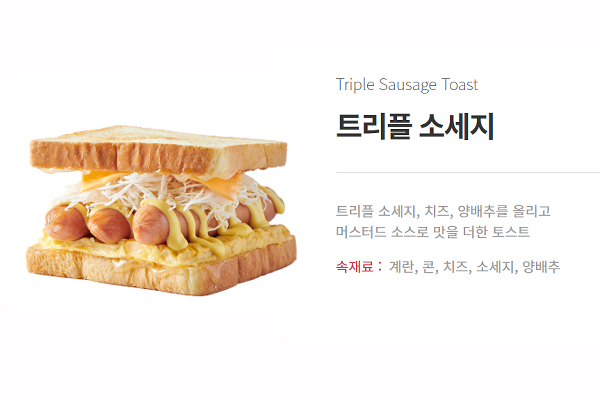 Triple Sausage Toast
트리플 소세지
트리플 소세지, 치즈, 양배추를 올리고
머스터드 소스로 맛을 더한 토스트
속재료 : 계란, 콘, 치즈, 소세지, 양배추